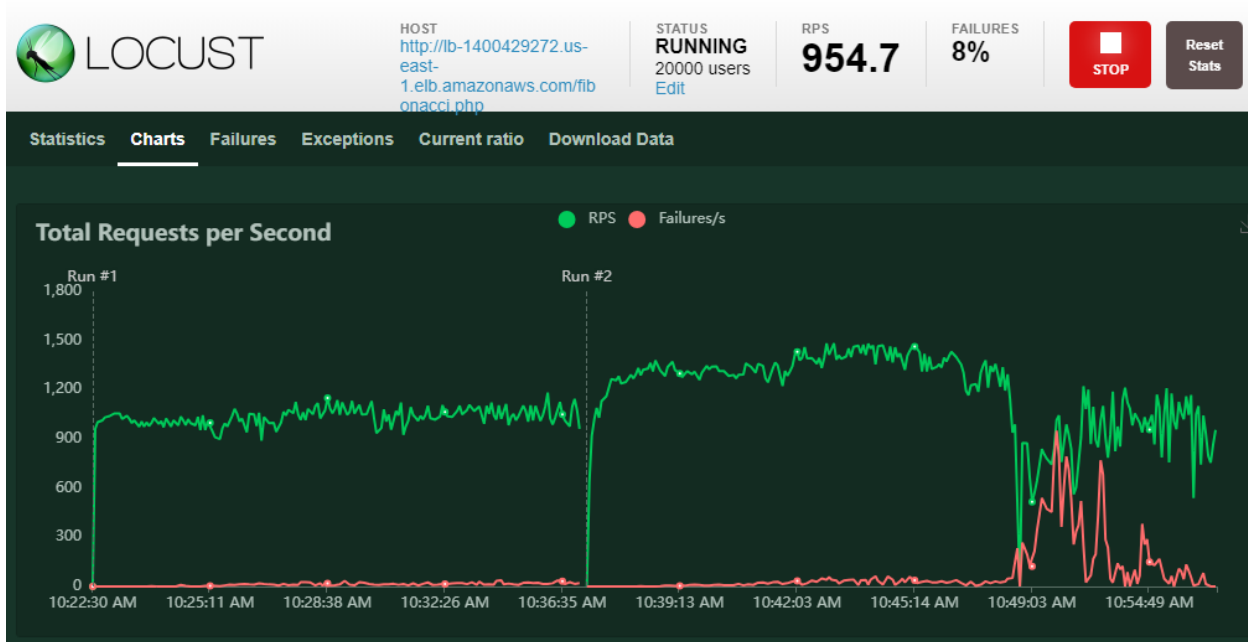 LOCUST
HOST
http://lb-1400429272.us-
east-
1.elb.amazonaws.com/fib
onacci.php
STATUS
RUNNING
20000 users
Edit
RPS
954.7
FAILURES
8%
STOP
Reset
Stats
Statistics Charts Failures Exceptions Current ratio Download Data
Total Requests per Second
RPS Failures/s
Run #1 Run #2
1,800
1,500
1,200
900
600
300
0
10:22:30 AM 10:25:11 AM 10:28:38 AM 10:32:26 AM 10:36:35 AM 10:39:13 AM 10:42:03 AM 10:45:14 AM 10:49:03 AM 10:54:49 AM